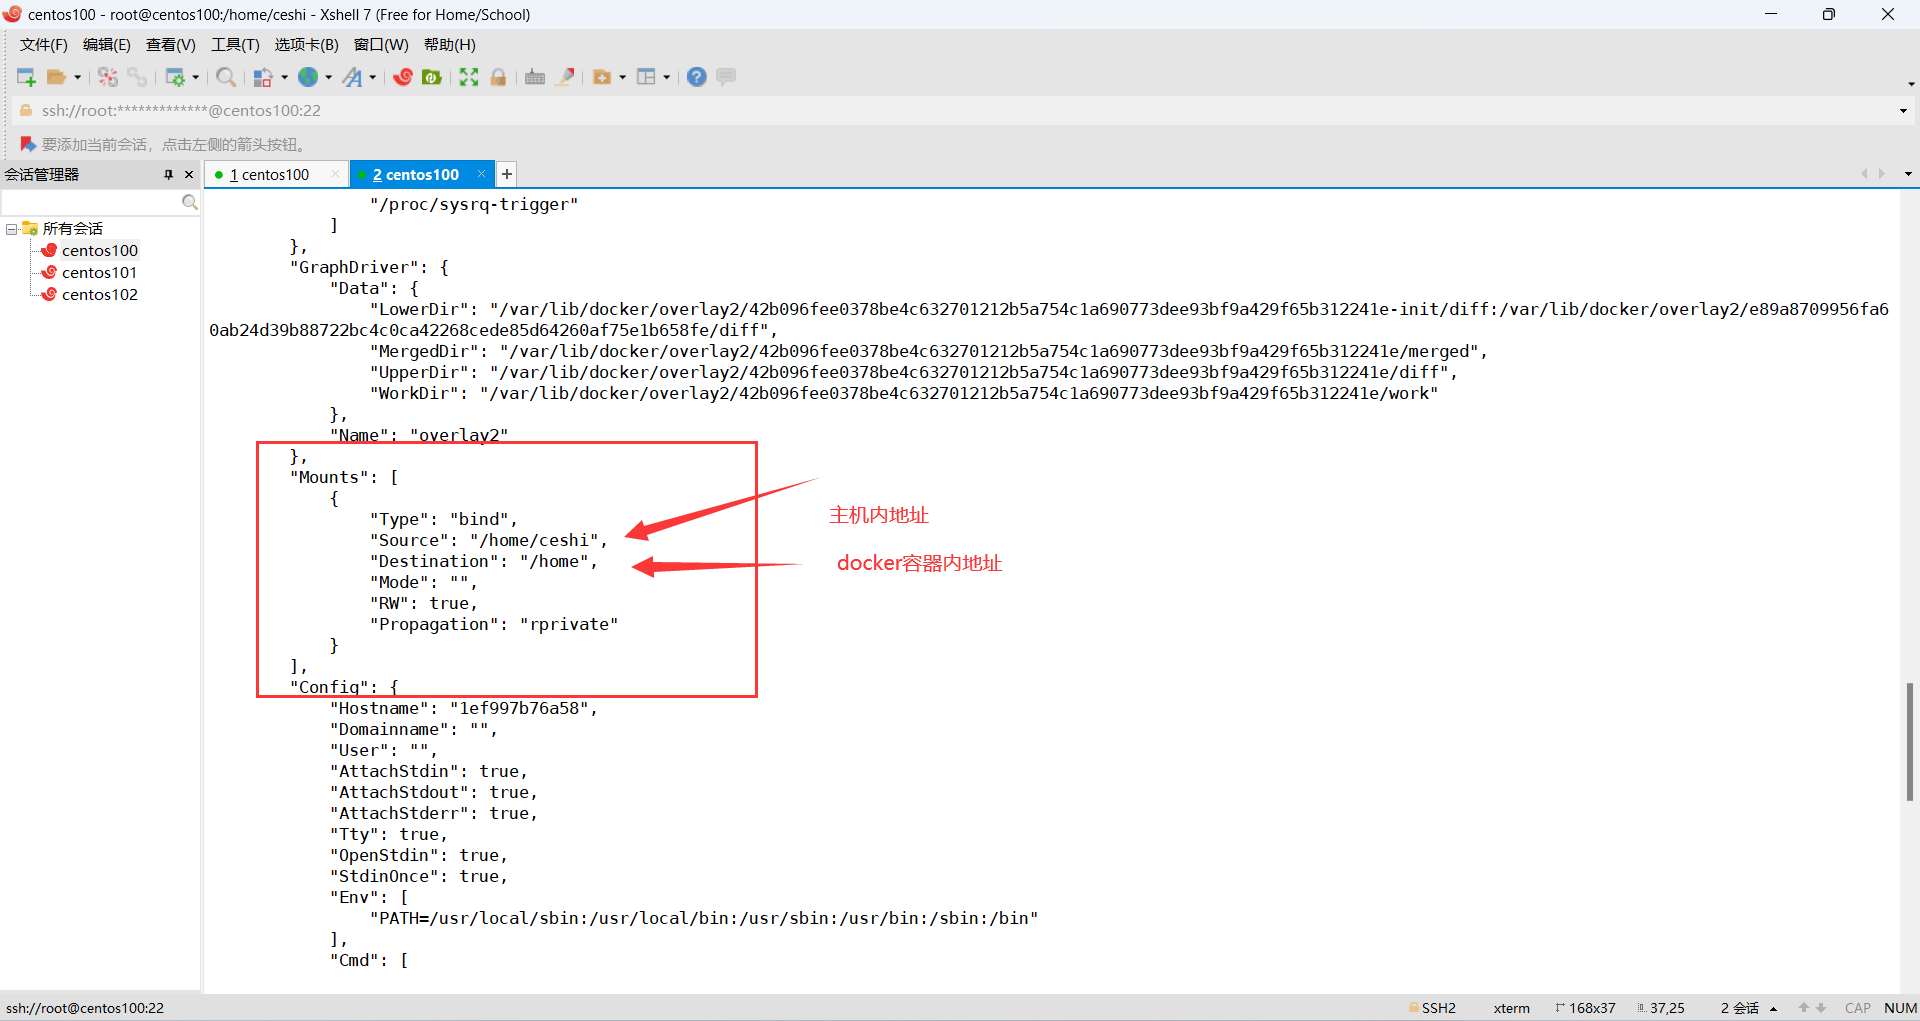 centos100 - root@centos100:/home/ceshi - Xshell 7 (Free for Home/School)
文件(F) 编辑(E) 查看(V) 工具(T) 选项卡(B) 窗口(W) 帮助(H)
ssh://root:*************@centos100:22
要添加当前会话，点击左侧的箭头按钮。
会话管理器
1 centos100
2 centos100
所有会话
centos100
centos101
centos102
"/proc/sysrq-trigger"
]
},
"GraphDriver": {
"Data": {
"LowerDir": "/var/lib/docker/overlay2/42b096fee0378be4c632701212b5a754c1a690773dee93bf9a429f65b312241e-init/diff:/var/lib/docker/overlay2/e89a8709956fa6
0ab24d39b88722bc4c0ca42268cede85d64260af75e1b658fe/diff",
"MergedDir": "/var/lib/docker/overlay2/42b096fee0378be4c632701212b5a754c1a690773dee93bf9a429f65b312241e/merged",
"UpperDir": "/var/lib/docker/overlay2/42b096fee0378be4c632701212b5a754c1a690773dee93bf9a429f65b312241e/diff",
"WorkDir": "/var/lib/docker/overlay2/42b096fee0378be4c632701212b5a754c1a690773dee93bf9a429f65b312241e/work"
},
"Name": "overlay2"
},
"Mounts": [
{
"Type": "bind",
"Source": "/home/ceshi",
主机内地址
"Destination": "/home",
docker容器内地址
"Mode": "",
"RW": true,
"Propagation": "rprivate"
}
],
"Config": {
"Hostname": "1ef997b76a58",
"Domainname": "",
"User": "",
"AttachStdin": true,
"AttachStdout": true,
"AttachStderr": true,
"Tty": true,
"OpenStdin": true,
"StdinOnce": true,
"Env": [
"PATH=/usr/local/sbin:/usr/local/bin:/usr/sbin:/usr/bin:/sbin:/bin"
],
"Cmd": [
ssh://root@centos100:22
SSH2 xterm 168x37 37,25 2 会话 CAP NUM